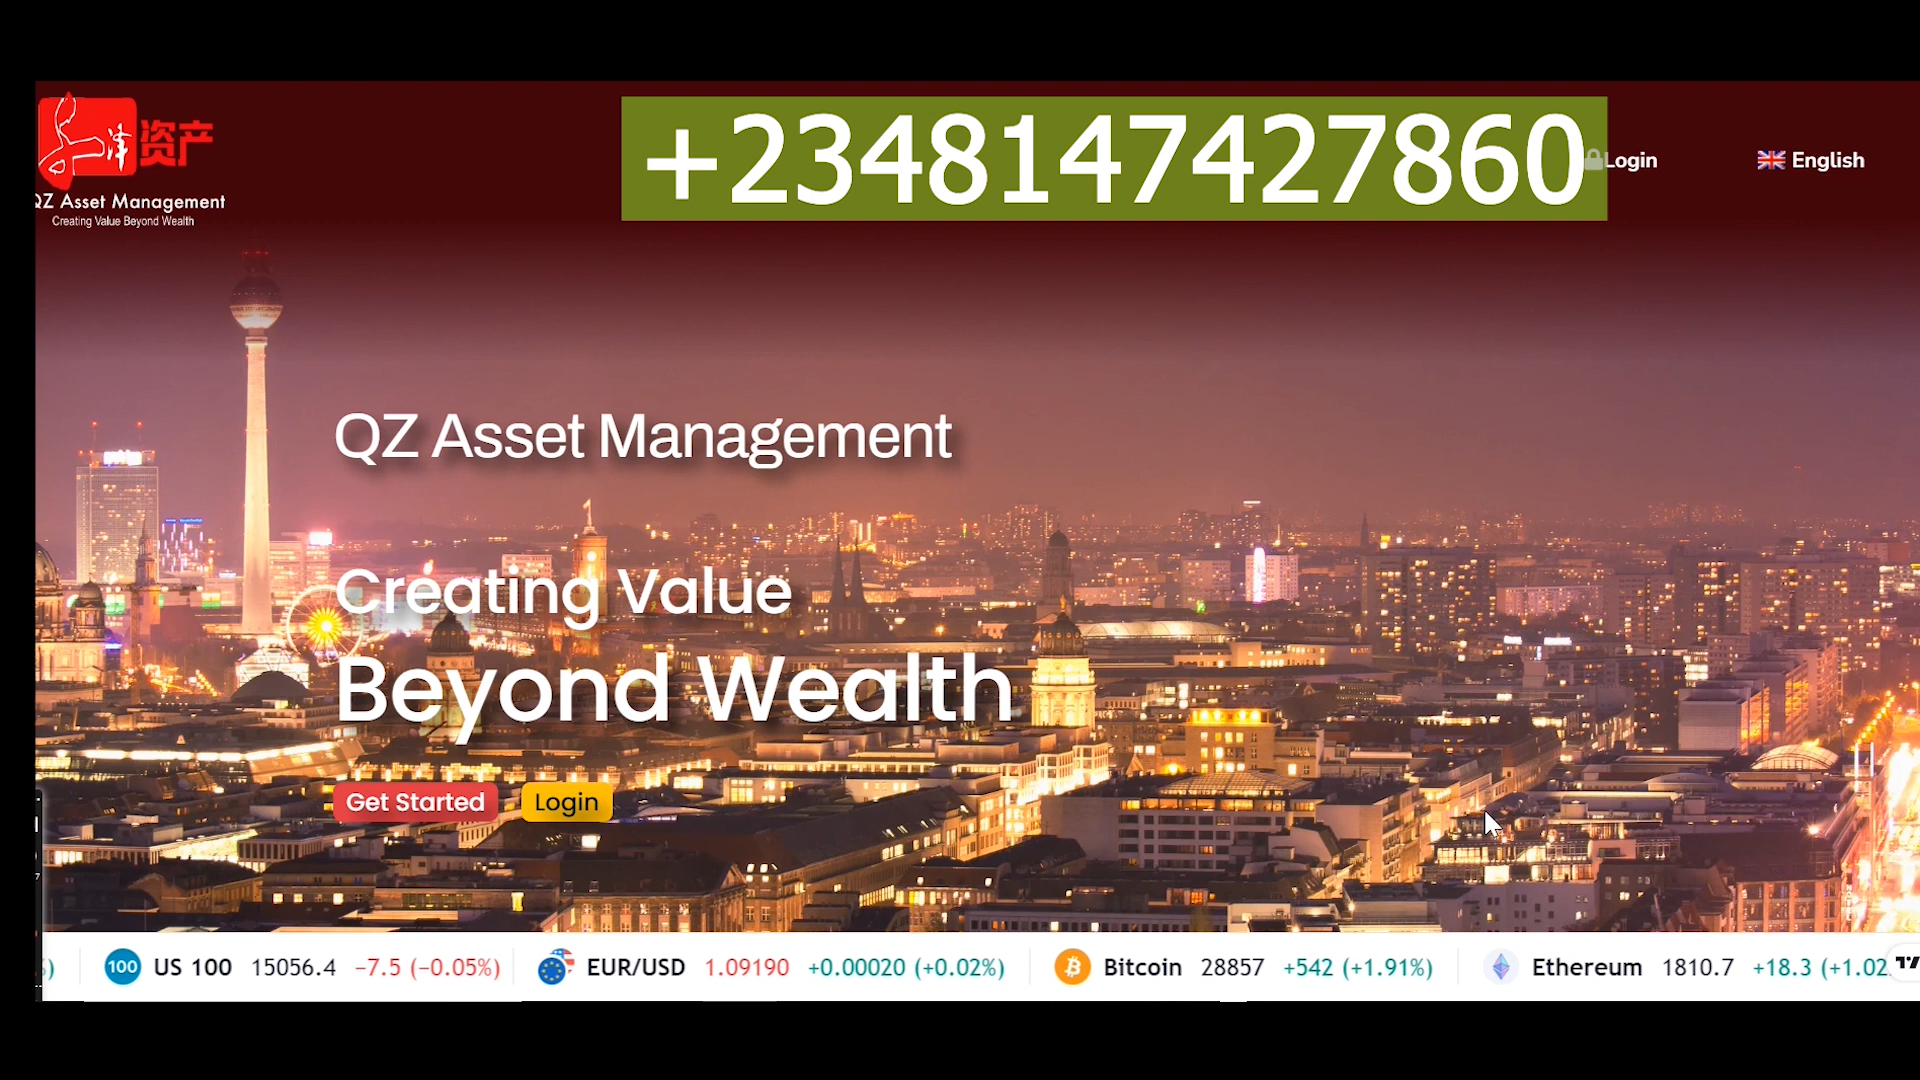 泽资产
QZ Asset Management
Creating Value Beyond Wealth
+2348147427860
Login
English
QZ Asset Management
Creating Value
Beyond Wealth
Get Started
Login
100 US 100 15056.4 −7.5 (−0.05%)
EUR/USD 1.09190 +0.00020 (+0.02%)
Bitcoin 28857 +542 (+1.91%)
Ethereum 1810.7 +18.3 (+1.02